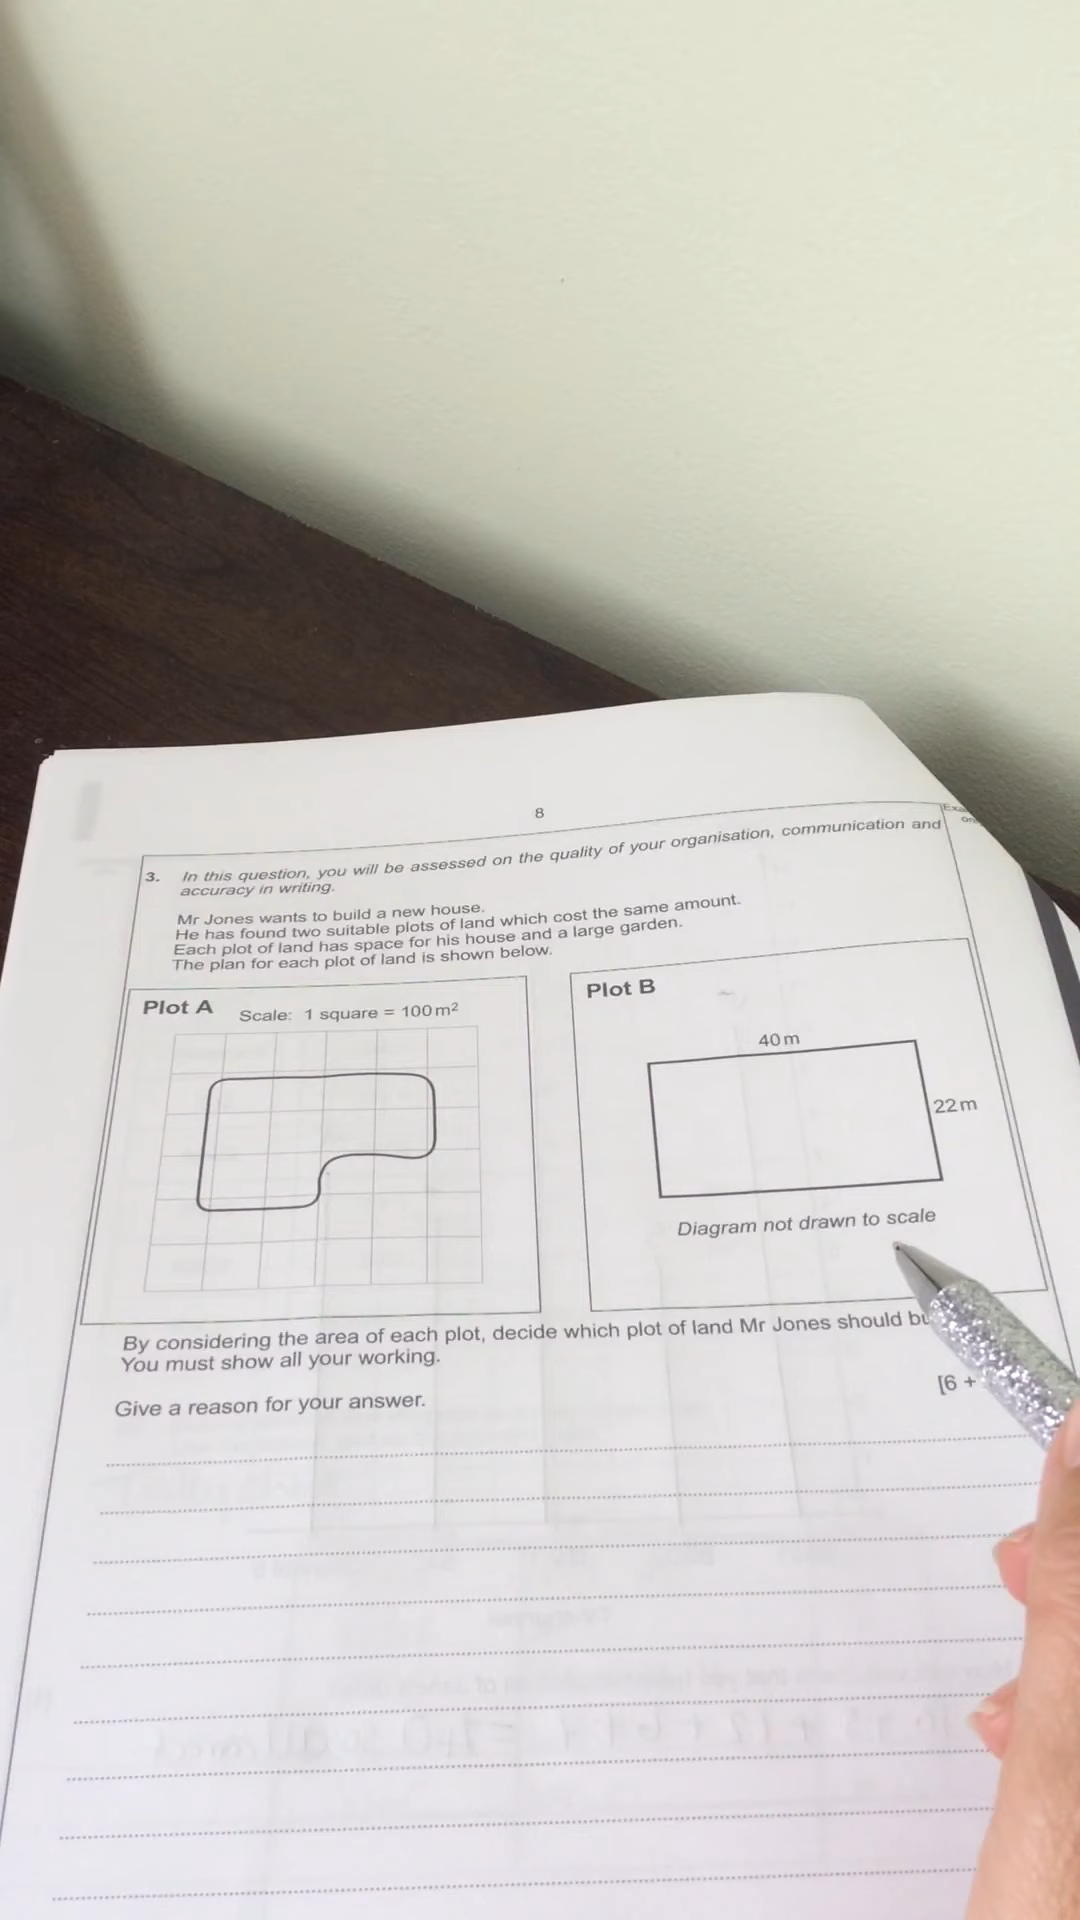 8
Exa
on
3. In this question, you will be assessed on the quality of your organisation, communication and
accuracy in writing.
Mr Jones wants to build a new house.
He has found two suitable plots of land which cost the same amount.
Each plot of land has space for his house and a large garden.
The plan for each plot of land is shown below.
Plot A
Scale: 1 square = 100 m²
Plot B
40 m
22 m
Diagram not drawn to scale
By considering the area of each plot, decide which plot of land Mr Jones should bu
You must show all your working.
[6 +
Give a reason for your answer.